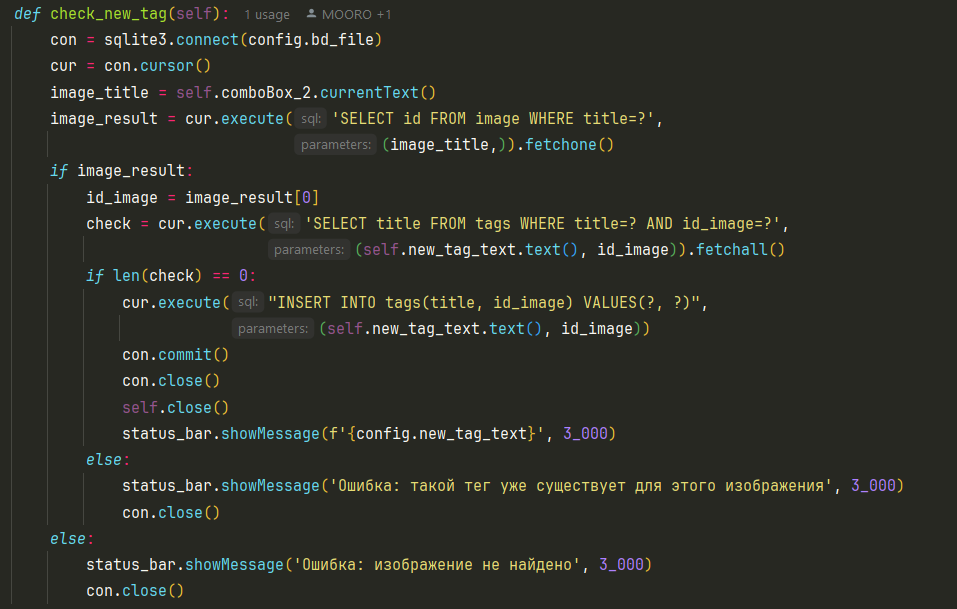 def check_new_tag(self): 1 usage MOORO +1
    con = sqlite3.connect(config.bd_file)
    cur = con.cursor()
    image_title = self.comboBox_2.currentText()
    image_result = cur.execute( sql: 'SELECT id FROM image WHERE title=?',
                               parameters: (image_title,)).fetchone()
    if image_result:
        id_image = image_result[0]
        check = cur.execute( sql: 'SELECT title FROM tags WHERE title=? AND id_image=?',
                            parameters: (self.new_tag_text.text(), id_image)).fetchall()
        if len(check) == 0:
            cur.execute( sql: "INSERT INTO tags(title, id_image) VALUES(?, ?)",
                        parameters: (self.new_tag_text.text(), id_image))
            con.commit()
            con.close()
            self.close()
            status_bar.showMessage(f'{config.new_tag_text}', 3_000)
        else:
            status_bar.showMessage('Ошибка: такой тег уже существует для этого изображения', 3_000)
            con.close()
    else:
        status_bar.showMessage('Ошибка: изображение не найдено', 3_000)
        con.close()